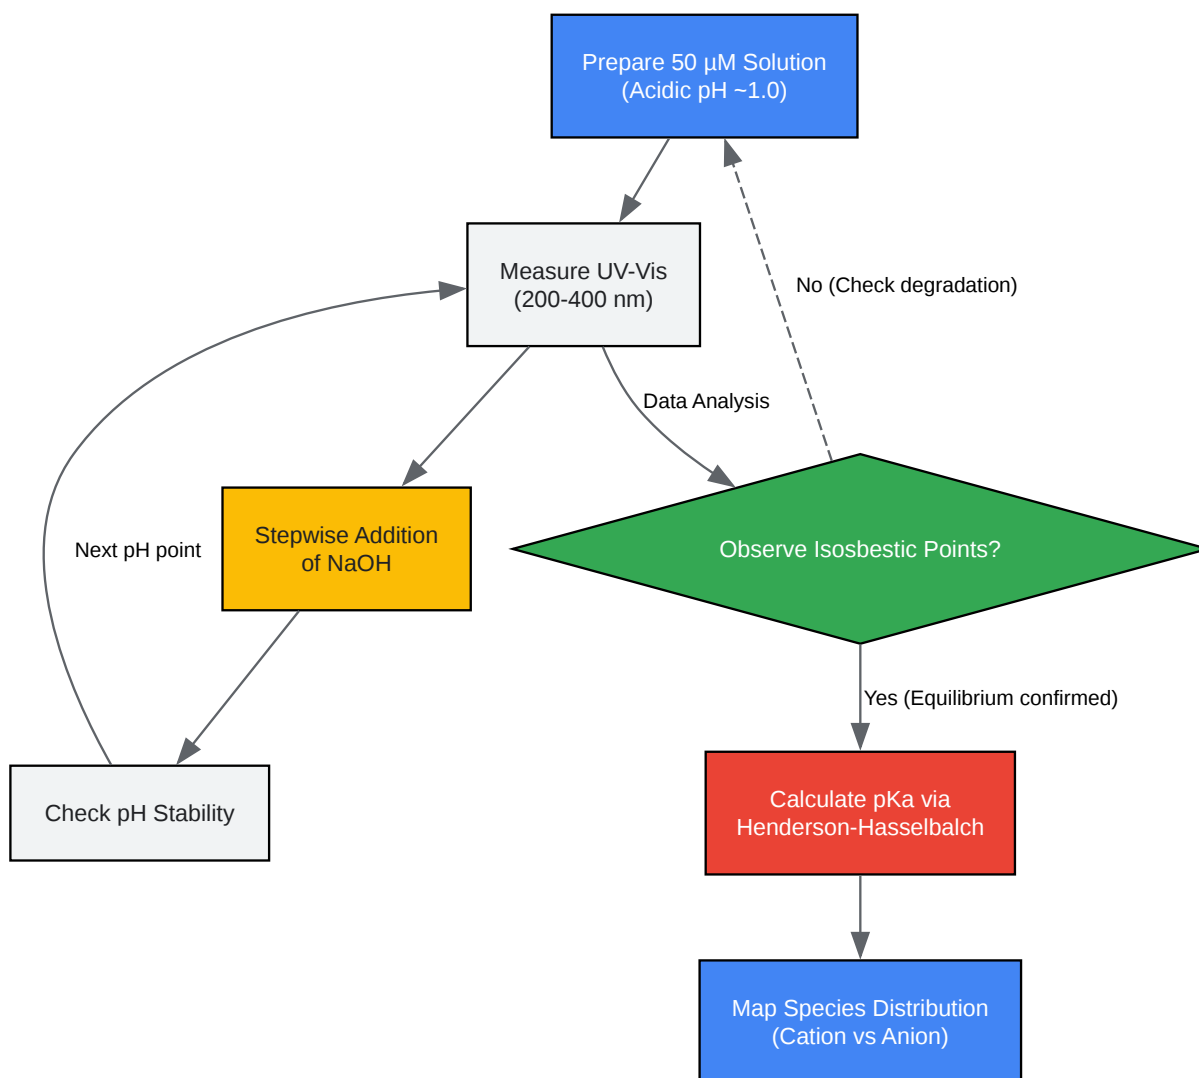 Prepare 50 µM Solution
(Acidic pH ~1.0)
Measure UV-Vis
(200-400 nm)
No (Check degradation)
Data Analysis
Stepwise Addition
of NaOH
Next pH point
Observe Isosbestic Points?
Check pH Stability
Yes (Equilibrium confirmed)
Calculate pKa via
Henderson-Hasselbalch
Map Species Distribution
(Cation vs Anion)